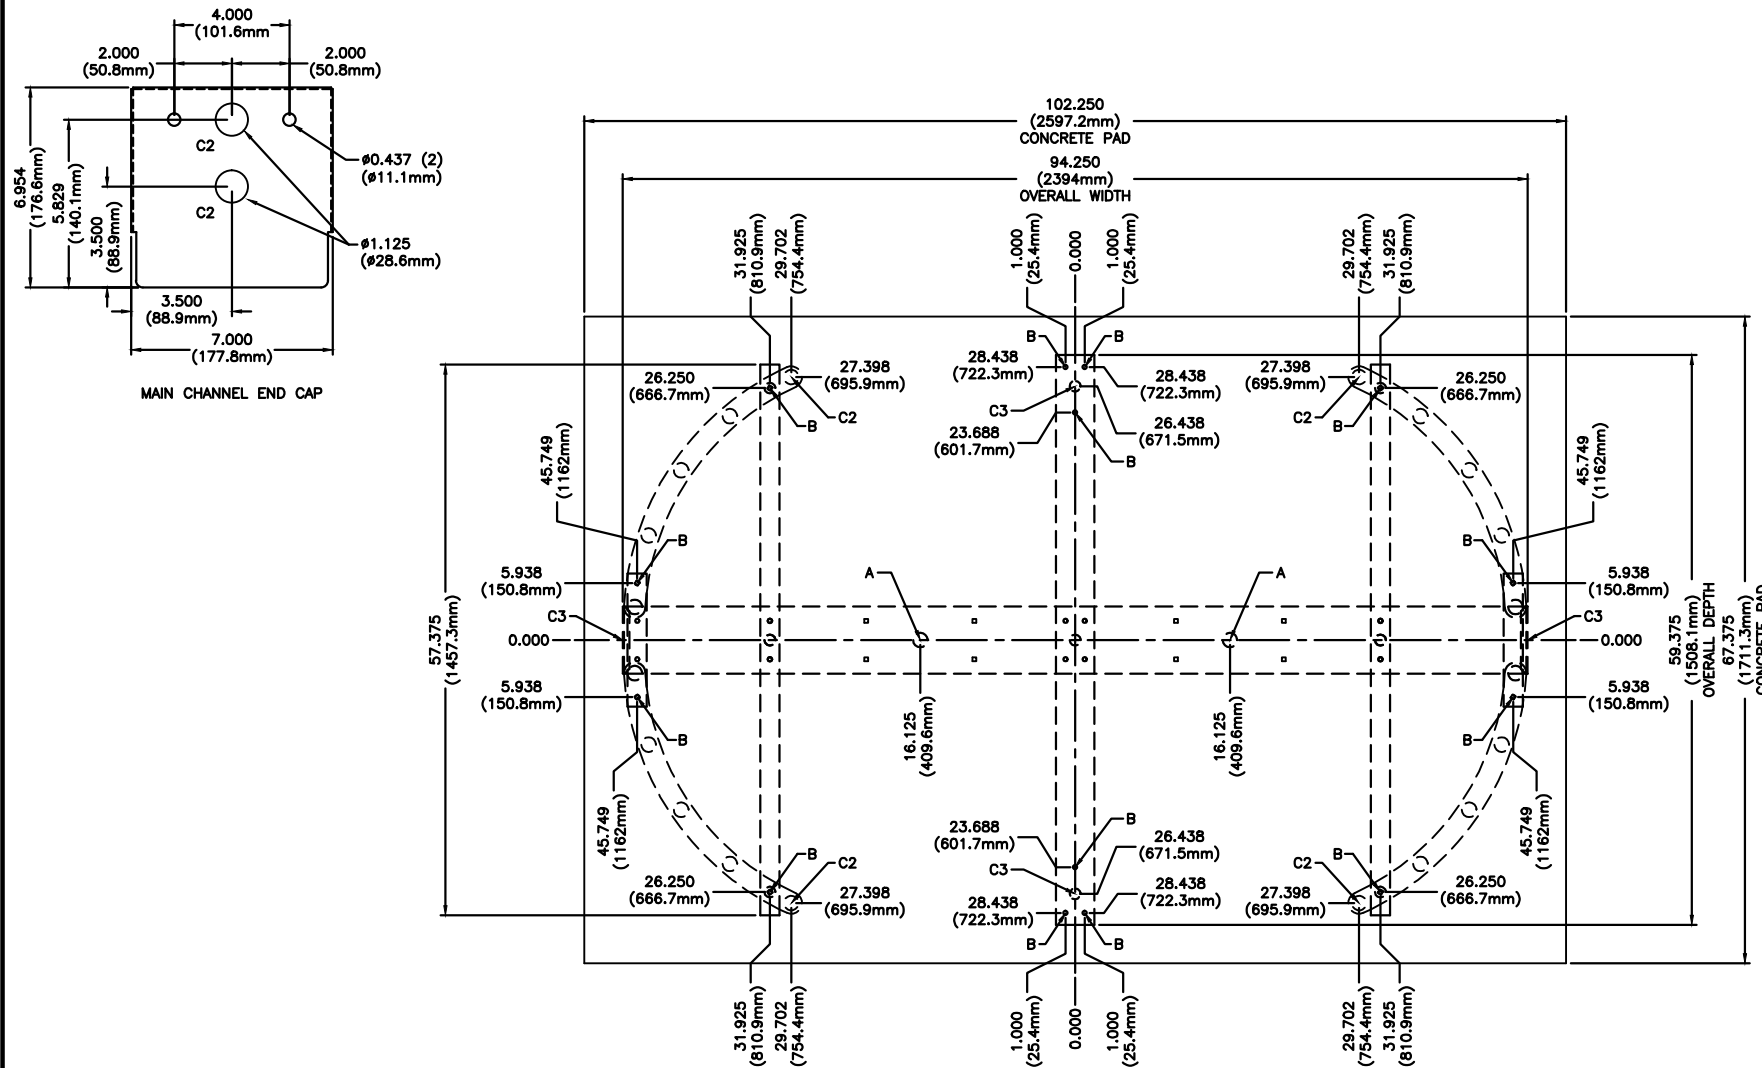 4.000
(101.6mm
2.000
(50.8mm)
2.000
(50.8mm)
6.954
(176.6mm)
5.829
(140.1mm)
3.500
(88.9mm)
C2
C2
ø0.437 (2)
(ø11.1mm)
ø1.125
(ø28.6mm)
3.500
(88.9mm)
7.000
(177.8mm)
MAIN CHANNEL END CAP
102.250
(2597.2mm)
CONCRETE PAD
94.250
(2394mm)
OVERALL WIDTH
31.925
(810.9mm)
29.702
(754.4mm)
1.000
(25.4mm)
0.000
1.000
(25.4mm)
29.702
(754.4mm)
31.925
(810.9mm)
B
B
26.250
(666.7mm)
27.398
(695.9mm)
28.438
(722.3mm)
28.438
(722.3mm)
27.398
(695.9mm)
26.250
(666.7mm)
B
C2
C3
23.688
(601.7mm)
26.438
(671.5mm)
B
C2
B
45.749
(1162mm)
45.749
(1162mm)
B
B
5.938
(150.8mm)
A
A
5.938
(150.8mm)
C3
C3
0.000
0.000
57.375
(1457.3mm)
59.375
(1508.1mm)
OVERALL DEPTH
67.375
(1711.3mm)
CONCRETE PAD
5.938
(150.8mm)
5.938
(150.8mm)
B
B
16.125
(409.6mm)
16.125
(409.6mm)
45.749
(1162mm)
45.749
(1162mm)
23.688
(601.7mm)
B
26.438
(671.5mm)
C3
B
C2
26.250
(666.7mm)
27.398
(695.9mm)
28.438
(722.3mm)
28.438
(722.3mm)
B
C2
27.398
(695.9mm)
26.250
(666.7mm)
B
B
31.925
(810.9mm)
29.702
(754.4mm)
1.000
(25.4mm)
0.000
1.000
(25.4mm)
29.702
(754.4mm)
31.925
(810.9mm)